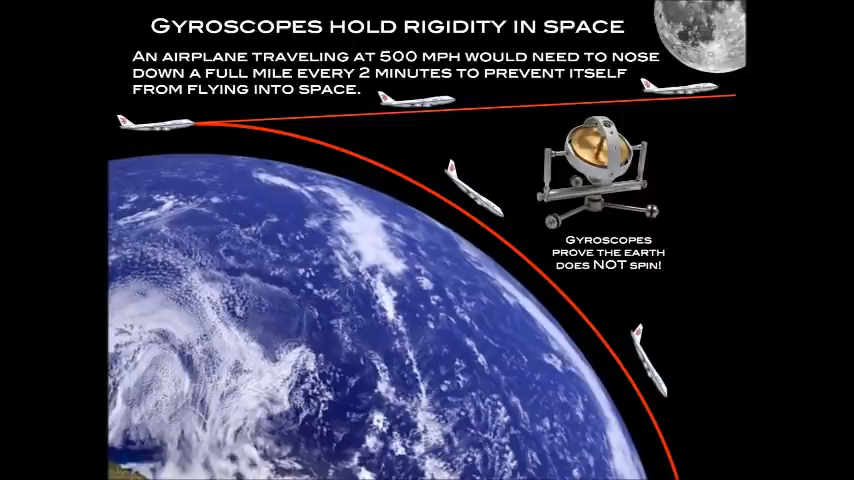 Gyroscopes hold rigidity in space
An airplane traveling at 500 mph would need to nose
down a full mile every 2 minutes to prevent itself
from flying into space.
Gyroscopes
prove the earth
does NOT spin!